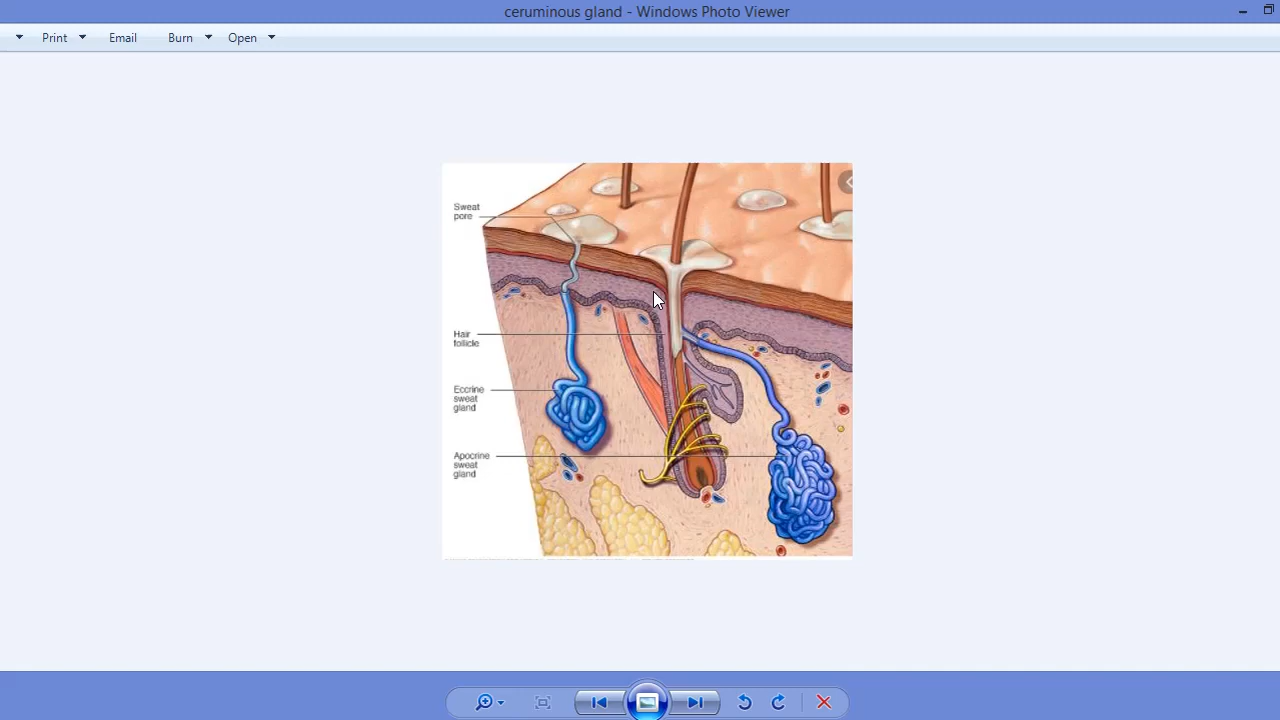 ceruminous gland - Windows Photo Viewer
Print Email Burn Open
Sweat
pore
Hair
follicle
Eccrine
sweat
gland
Apocrine
sweat
gland